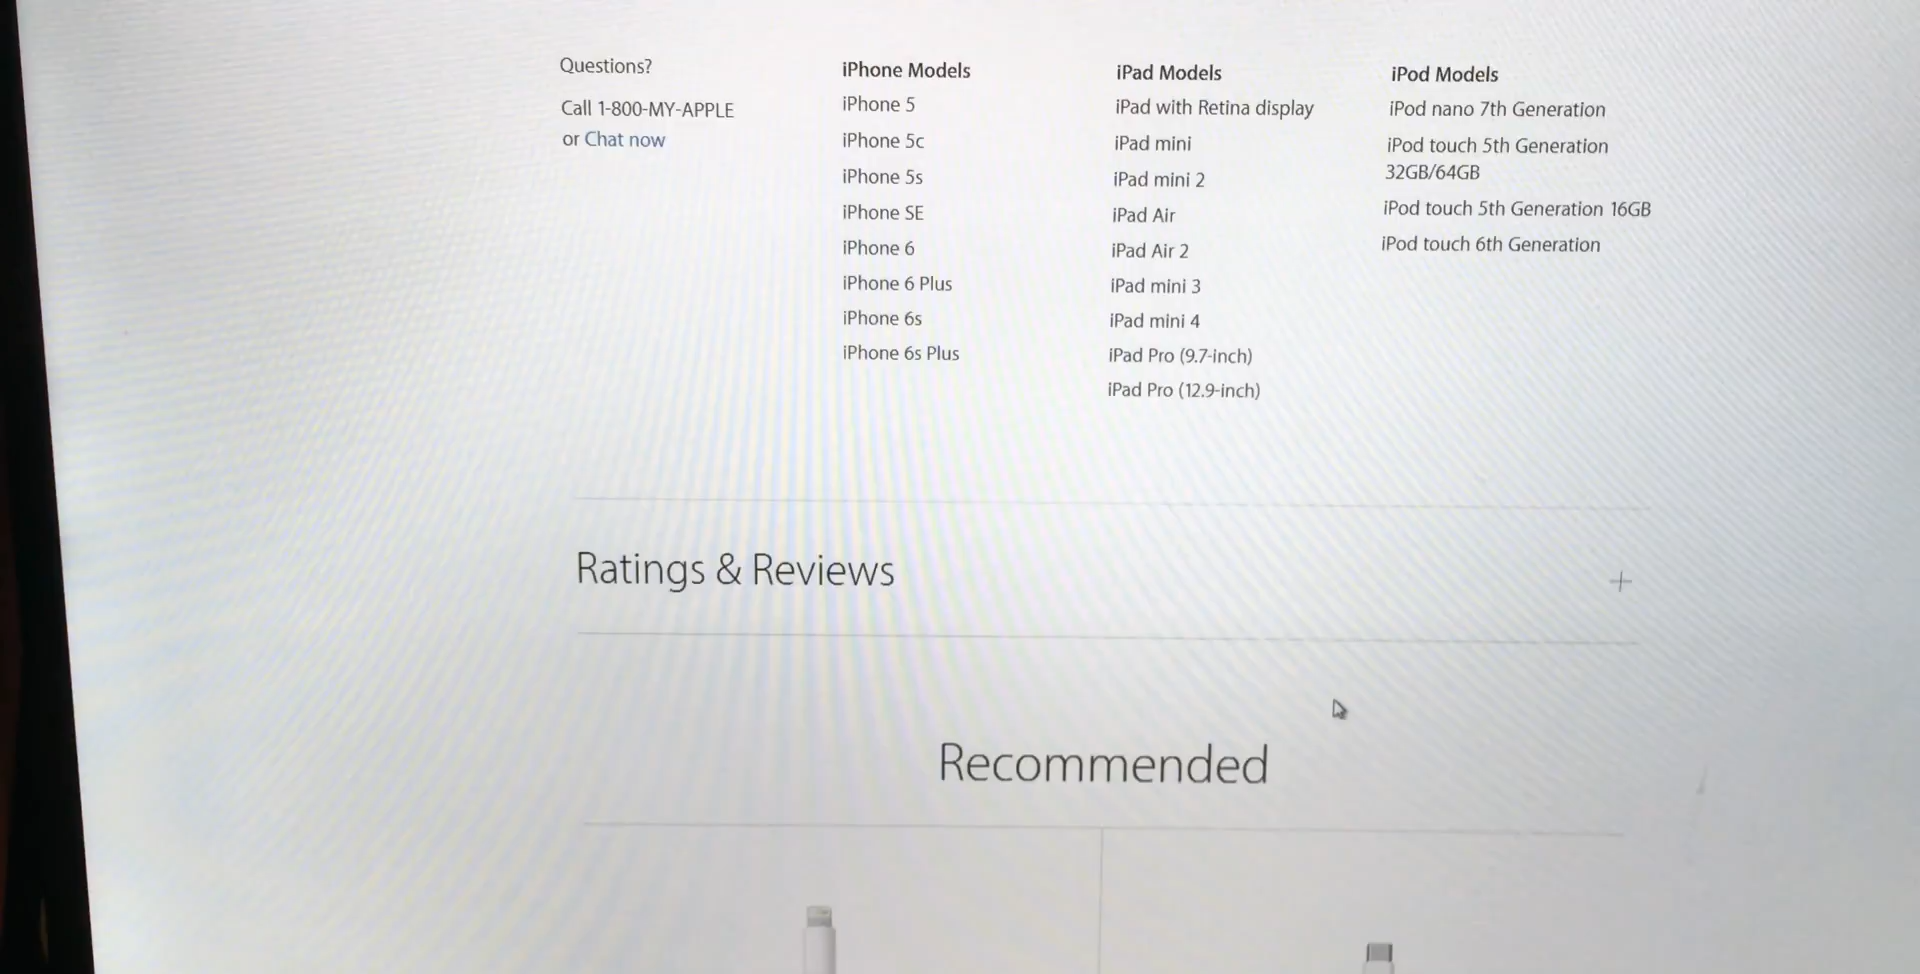 Questions?
Call 1-800-MY-APPLE
or Chat now
iPhone Models
iPhone 5
iPhone 5c
iPhone 5s
iPhone SE
iPhone 6
iPhone 6 Plus
iPhone 6s
iPhone 6s Plus
iPad Models
iPad with Retina display
iPad mini
iPad mini 2
iPad Air
iPad Air 2
iPad mini 3
iPad mini 4
iPad Pro (9.7-inch)
iPad Pro (12.9-inch)
iPod Models
iPod nano 7th Generation
iPod touch 5th Generation
32GB/64GB
iPod touch 5th Generation 16GB
iPod touch 6th Generation
Ratings & Reviews
Recommended